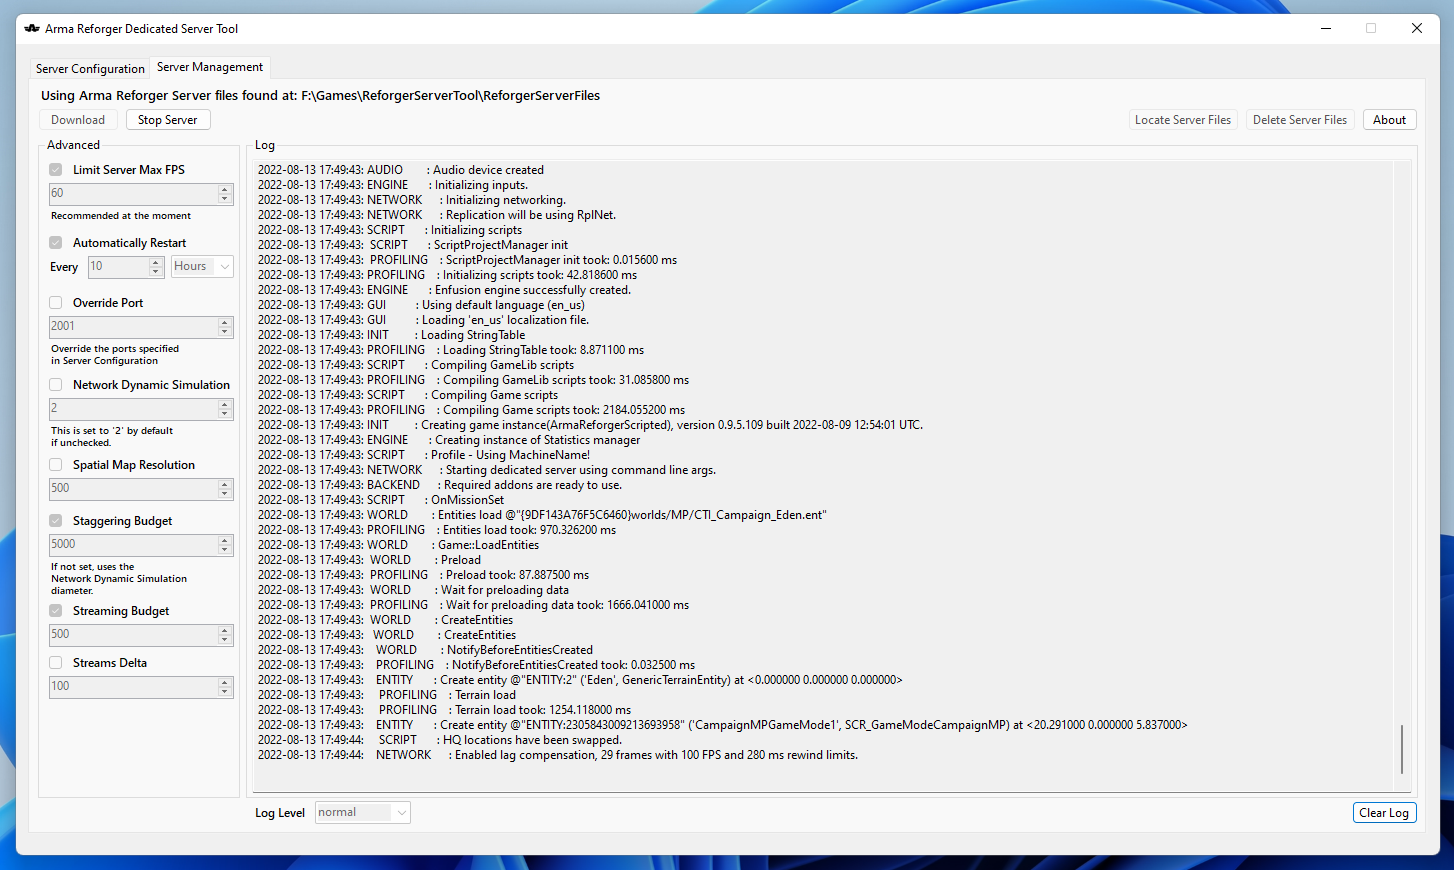 Arma Reforger Dedicated Server Tool
Server Configuration
Server Management
Using Arma Reforger Server files found at: F:\Games\ReforgerServerTool\ReforgerServerFiles
Download
Stop Server
Locate Server Files
Delete Server Files
About
Advanced
Limit Server Max FPS
60
Recommended at the moment
Automatically Restart
Every
10
Hours
Override Port
2001
Override the ports specified
in Server Configuration
Network Dynamic Simulation
2
This is set to '2' by default
if unchecked.
Spatial Map Resolution
500
Staggering Budget
5000
If not set, uses the
Network Dynamic Simulation
diameter.
Streaming Budget
500
Streams Delta
100
Log
2022-08-13 17:49:43: AUDIO : Audio device created
2022-08-13 17:49:43: ENGINE : Initializing inputs.
2022-08-13 17:49:43: NETWORK : Initializing networking.
2022-08-13 17:49:43: NETWORK : Replication will be using RplNet.
2022-08-13 17:49:43: SCRIPT : Initializing scripts
2022-08-13 17:49:43: SCRIPT : ScriptProjectManager init
2022-08-13 17:49:43: PROFILING : ScriptProjectManager init took: 0.015600 ms
2022-08-13 17:49:43: PROFILING : Initializing scripts took: 42.818600 ms
2022-08-13 17:49:43: ENGINE : Enfusion engine successfully created.
2022-08-13 17:49:43: GUI : Using default language (en_us)
2022-08-13 17:49:43: GUI : Loading 'en_us' localization file.
2022-08-13 17:49:43: INIT : Loading StringTable
2022-08-13 17:49:43: PROFILING : Loading StringTable took: 8.871100 ms
2022-08-13 17:49:43: SCRIPT : Compiling GameLib scripts
2022-08-13 17:49:43: PROFILING : Compiling GameLib scripts took: 31.085800 ms
2022-08-13 17:49:43: SCRIPT : Compiling Game scripts
2022-08-13 17:49:43: PROFILING : Compiling Game scripts took: 2184.055200 ms
2022-08-13 17:49:43: INIT : Creating game instance(ArmaReforgerScripted), version 0.9.5.109 built 2022-08-09 12:54:01 UTC.
2022-08-13 17:49:43: ENGINE : Creating instance of Statistics manager
2022-08-13 17:49:43: SCRIPT : Profile - Using MachineName!
2022-08-13 17:49:43: NETWORK : Starting dedicated server using command line args.
2022-08-13 17:49:43: BACKEND : Required addons are ready to use.
2022-08-13 17:49:43: SCRIPT : OnMissionSet
2022-08-13 17:49:43: WORLD : Entities load @"{9DF143A76F5C6460}worlds/MP/CTI_Campaign_Eden.ent"
2022-08-13 17:49:43: PROFILING : Entities load took: 970.326200 ms
2022-08-13 17:49:43: WORLD : Game::LoadEntities
2022-08-13 17:49:43: WORLD : Preload
2022-08-13 17:49:43: PROFILING : Preload took: 87.887500 ms
2022-08-13 17:49:43: WORLD : Wait for preloading data
2022-08-13 17:49:43: PROFILING : Wait for preloading data took: 1666.041000 ms
2022-08-13 17:49:43: WORLD : CreateEntities
2022-08-13 17:49:43: WORLD : CreateEntities
2022-08-13 17:49:43: WORLD : NotifyBeforeEntitiesCreated
2022-08-13 17:49:43: PROFILING : NotifyBeforeEntitiesCreated took: 0.032500 ms
2022-08-13 17:49:43: ENTITY : Create entity @"ENTITY:2" ('Eden', GenericTerrainEntity) at <0.000000 0.000000 0.000000>
2022-08-13 17:49:43: PROFILING : Terrain load
2022-08-13 17:49:43: PROFILING : Terrain load took: 1254.118000 ms
2022-08-13 17:49:43: ENTITY : Create entity @"ENTITY:2305843009213693958" ('CampaignMPGameMode1', SCR_GameModeCampaignMP) at <20.291000 0.000000 5.837000>
2022-08-13 17:49:44: SCRIPT : HQ locations have been swapped.
2022-08-13 17:49:44: NETWORK : Enabled lag compensation, 29 frames with 100 FPS and 280 ms rewind limits.
Log Level
normal
Clear Log